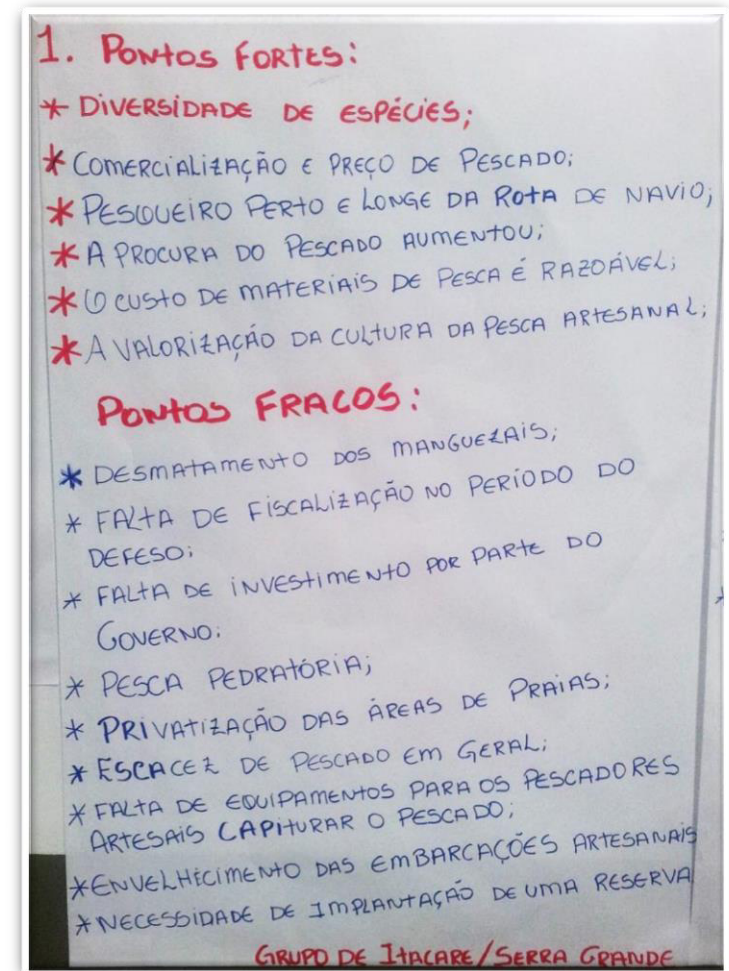 1. PONTOS FORTES:
* DIVERSIDADE DE ESPÉCIES;
* COMERCIALIZAÇÃO E PREÇO DE PESCADO;
* PESQUEIRO PERTO E LONGE DA ROTA DE NAVIO;
* A PROCURA DO PESCADO AUMENTOU;
* O CUSTO DE MATERIAIS DE PESCA É RAZOÁVEL;
* A VALORIZAÇÃO DA CULTURA DA PESCA ARTESANAL;
PONTOS FRACOS:
* DESMATAMENTO DOS MANGUEZAIS;
* FALTA DE FISCALIZAÇÃO NO PERÍODO DO
DEFESO;
* FALTA DE INVESTIMENTO POR PARTE DO
GOVERNO;
* PESCA PEDRATÓRIA;
* PRIVATIZAÇÃO DAS ÁREAS DE PRAIAS;
* ESCACEZ DE PESCADO EM GERAL;
* FALTA DE EQUIPAMENTOS PARA OS PESCADORES
ARTESAIS CAPITURAR O PESCADO;
* ENVELHECIMENTO DAS EMBARCAÇÕES ARTESANAIS
* NECESSIDADE DE IMPLANTAÇÃO DE UMA RESERVA
GRUPO DE ITACARE/SERRA GRANDE